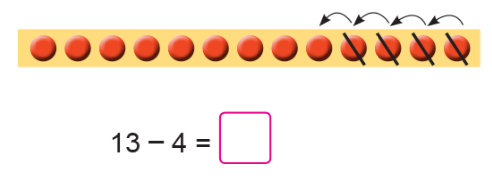 13 − 4 =